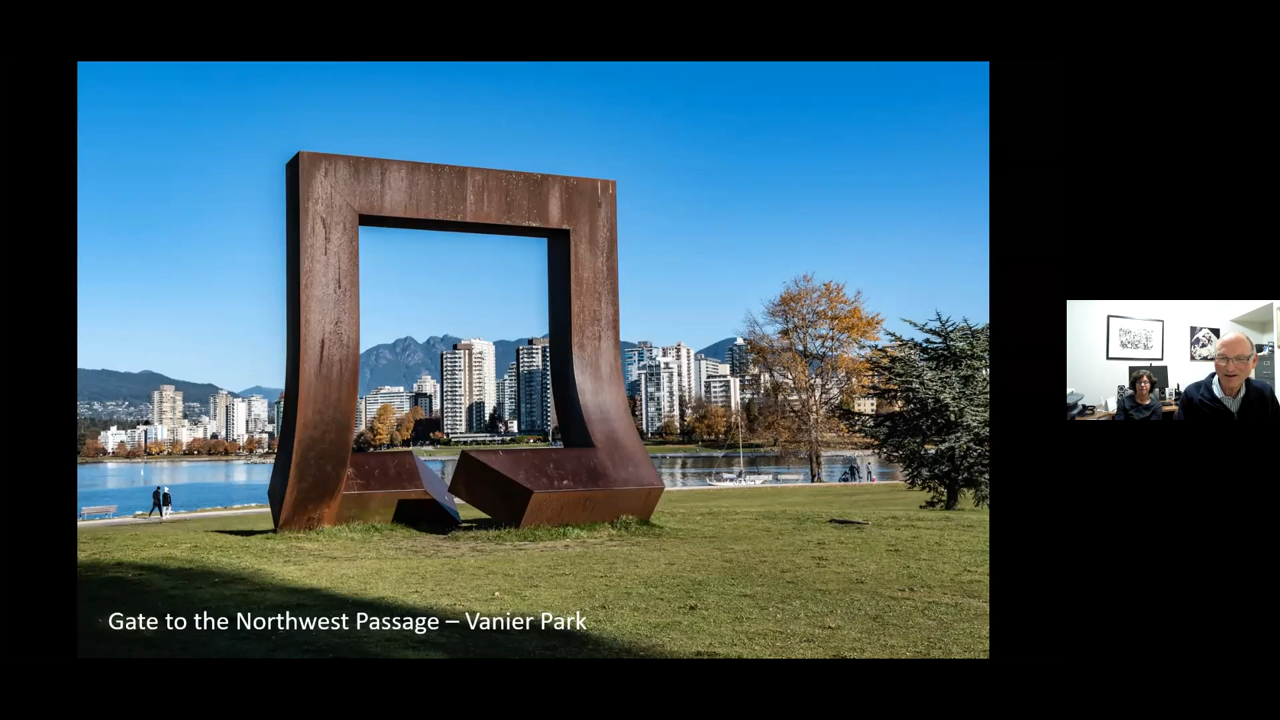 Gate to the Northwest Passage – Vanier Park